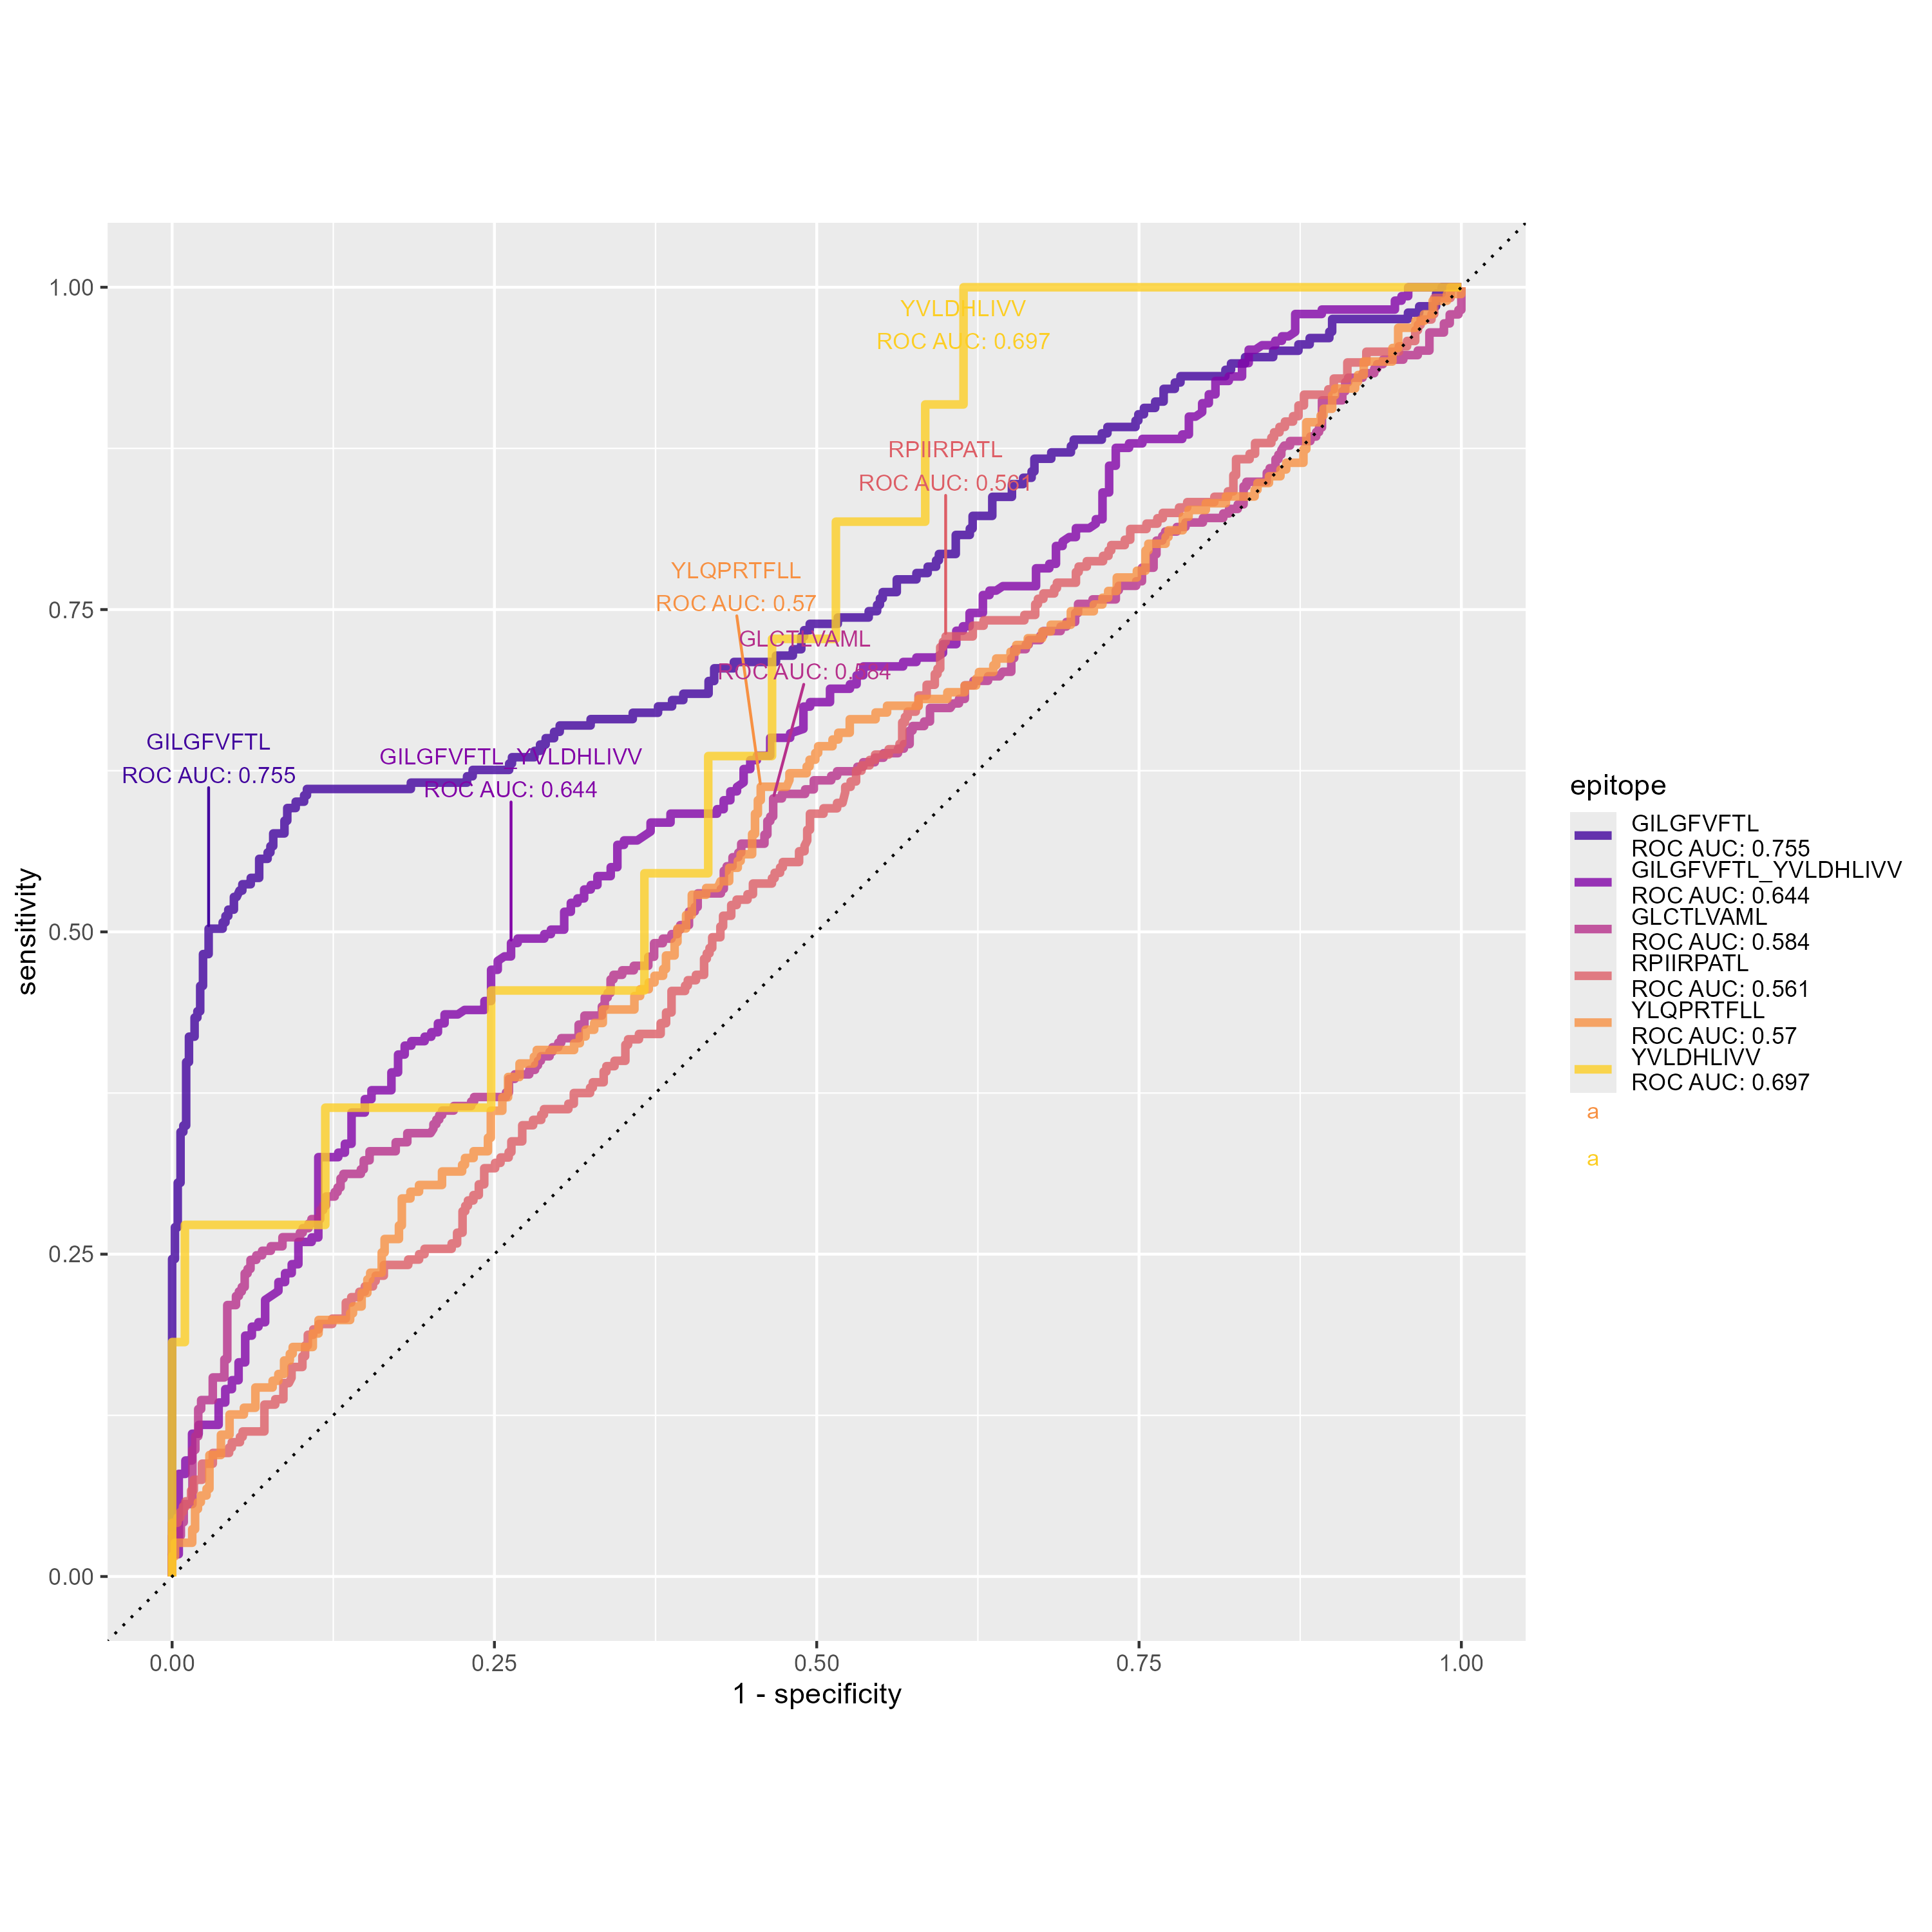 1.00
0.75
0.50
0.25
0.00
sensitivity
YVLDHLIVV
ROC AUC: 0.697
RPIIRPATL
ROC AUC: 0.561
YLQPRTFLL
ROC AUC: 0.57
GLCTLVAML
ROC AUC: 0.584
GILGFVFTL
ROC AUC: 0.755
GILGFVFTL_YVLDHLIVV
ROC AUC: 0.644
0.00 0.25 0.50 0.75 1.00
1 - specificity
epitope
GILGFVFTL
ROC AUC: 0.755
GILGFVFTL_YVLDHLIVV
ROC AUC: 0.644
GLCTLVAML
ROC AUC: 0.584
RPIIRPATL
ROC AUC: 0.561
YLQPRTFLL
ROC AUC: 0.57
YVLDHLIVV
ROC AUC: 0.697
a
a